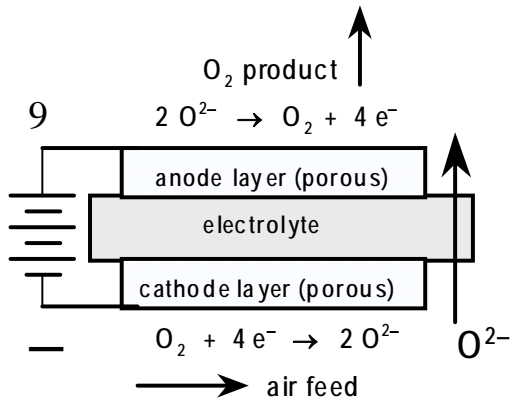 O₂ product
9
2 O²⁻ → O₂ + 4 e⁻
anode layer (porous)
electrolyte
cathode layer (porous)
–
O₂ + 4 e⁻ → 2 O²⁻
O²⁻
air feed